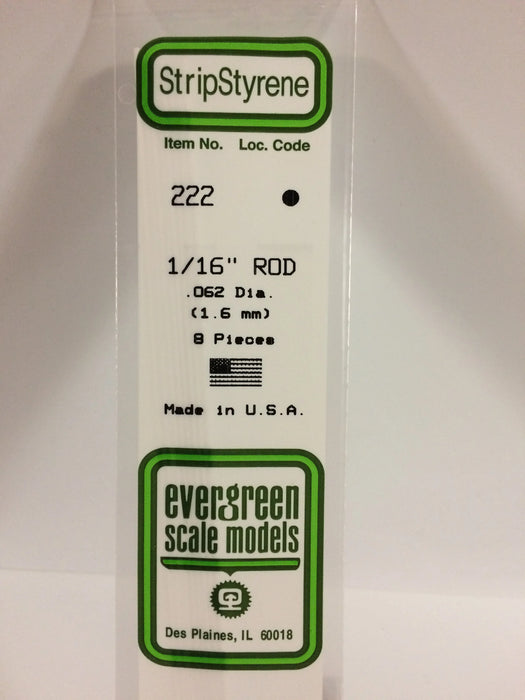 StripStyrene
Item No. Loc. Code
222 ●
1/16" ROD
.062 Dia.
(1.6 mm)
8 Pieces
Made in U.S.A.
evergreen
scale models
Des Plaines, IL 60018